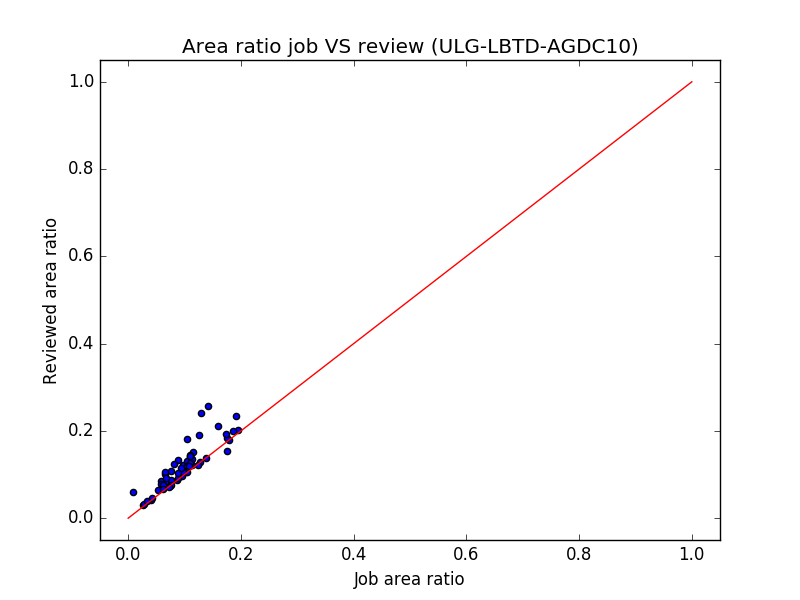 Area ratio job VS review (ULG-LBTD-AGDC10)
1.0
0.8
0.6
0.4
0.2
0.0
Reviewed area ratio
0.0 0.2 0.4 0.6 0.8 1.0
Job area ratio